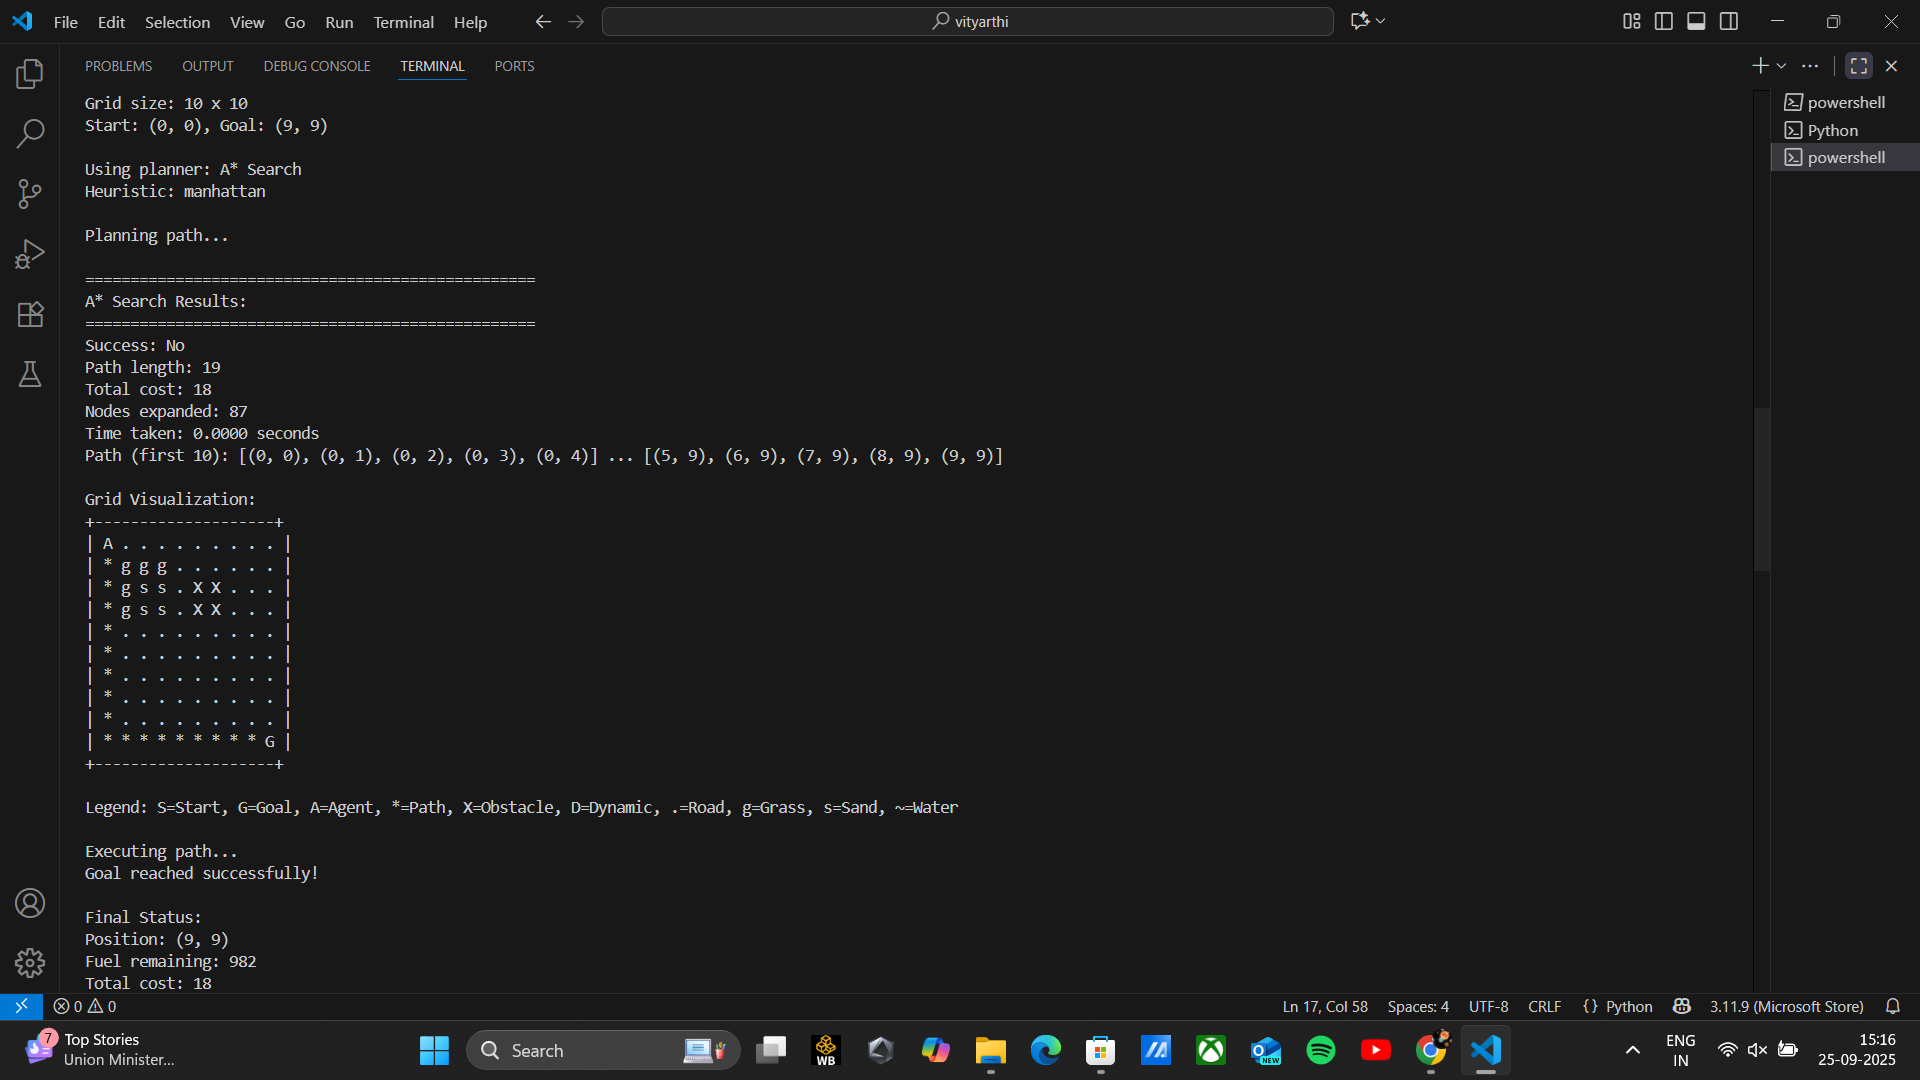 File Edit Selection View Go Run Terminal Help
vityarthi
PROBLEMS OUTPUT DEBUG CONSOLE TERMINAL PORTS
powershell
Python
powershell
Grid size: 10 x 10
Start: (0, 0), Goal: (9, 9)
Using planner: A* Search
Heuristic: manhattan
Planning path...
==================================================
A* Search Results:
==================================================
Success: No
Path length: 19
Total cost: 18
Nodes expanded: 87
Time taken: 0.0000 seconds
Path (first 10): [(0, 0), (0, 1), (0, 2), (0, 3), (0, 4)] ... [(5, 9), (6, 9), (7, 9), (8, 9), (9, 9)]
Grid Visualization:
+--------------------+
| A . . . . . . . . . |
| * g g g . . . . . . |
| * g s s . X X . . . |
| * g s s . X X . . . |
| * . . . . . . . . . |
| * . . . . . . . . . |
| * . . . . . . . . . |
| * . . . . . . . . . |
| * . . . . . . . . . |
| * * * * * * * * * G |
+--------------------+
Legend: S=Start, G=Goal, A=Agent, *=Path, X=Obstacle, D=Dynamic, .=Road, g=Grass, s=Sand, ~=Water
Executing path...
Goal reached successfully!
Final Status:
Position: (9, 9)
Fuel remaining: 982
Total cost: 18
0 0 Ln 17, Col 58 Spaces: 4 UTF-8 CRLF {} Python 3.11.9 (Microsoft Store)
7 Top Stories
Union Minister...
Search
WB
NEW
ENG
IN
15:16
25-09-2025